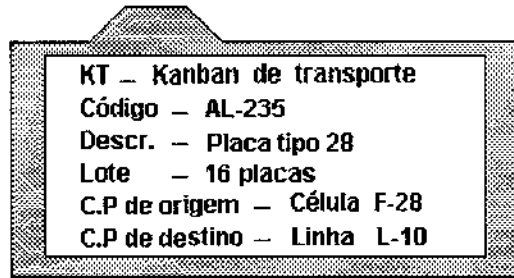 KT – Kanban de transporte
Código – AL-235
Descr. – Placa tipo 28
Lote – 16 placas
C.P de origem – Célula F-28
C.P de destino – Linha L-10